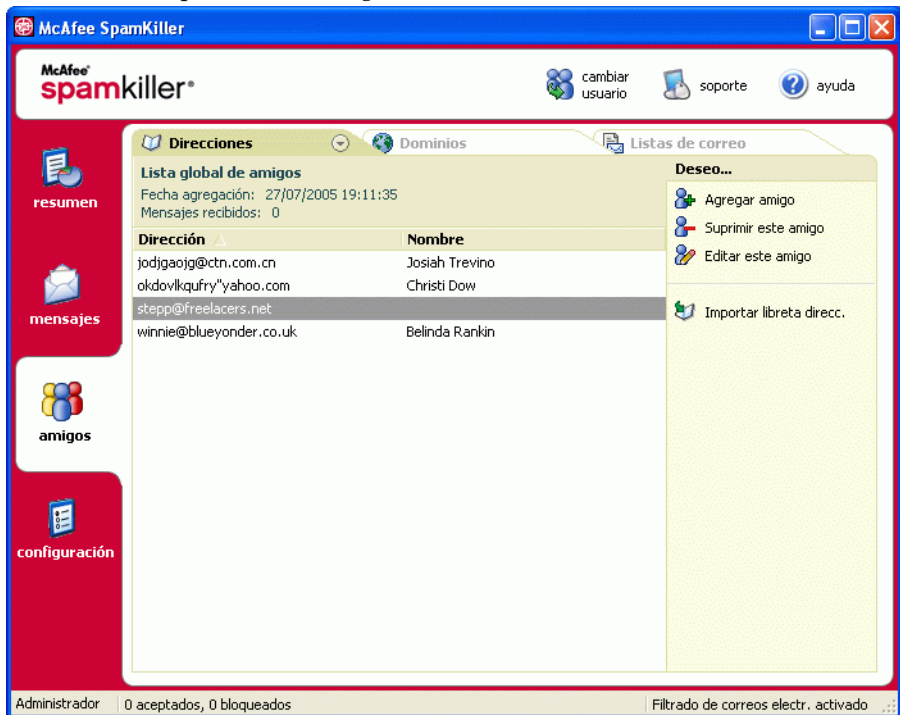 McAfee SpamKiller
McAfee
spamkiller
cambiar usuario
soporte
ayuda
resumen
mensajes
amigos
configuración
Direcciones
Dominios
Listas de correo
Lista global de amigos
Fecha agregación: 27/07/2005 19:11:35
Mensajes recibidos: 0
Dirección Nombre
jodjgaojg@ctn.com.cn Josiah Trevino
okdovlkqufry"yahoo.com Christi Dow
stepp@freelacers.net
winnie@blueyonder.co.uk Belinda Rankin
Deseo...
Agregar amigo
Suprimir este amigo
Editar este amigo
Importar libreta direcc.
Administrador 0 aceptados, 0 bloqueados Filtrado de correos electr. activado